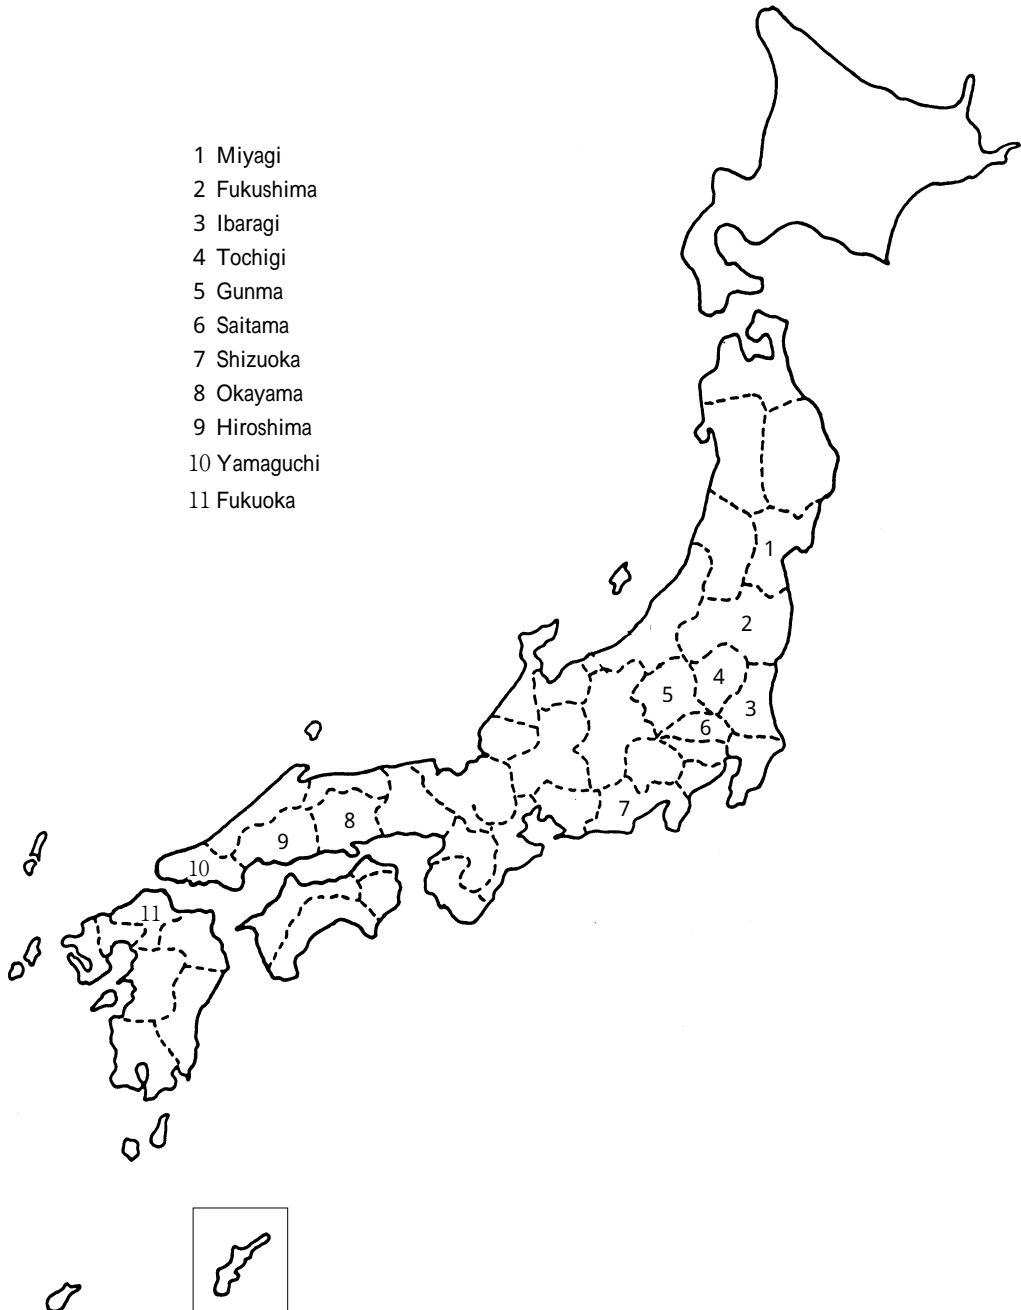 1 Miyagi
2 Fukushima
3 Ibaragi
4 Tochigi
5 Gunma
6 Saitama
7 Shizuoka
8 Okayama
9 Hiroshima
10 Yamaguchi
11 Fukuoka
1
2
4
5
3
6
7
8
9
10
11